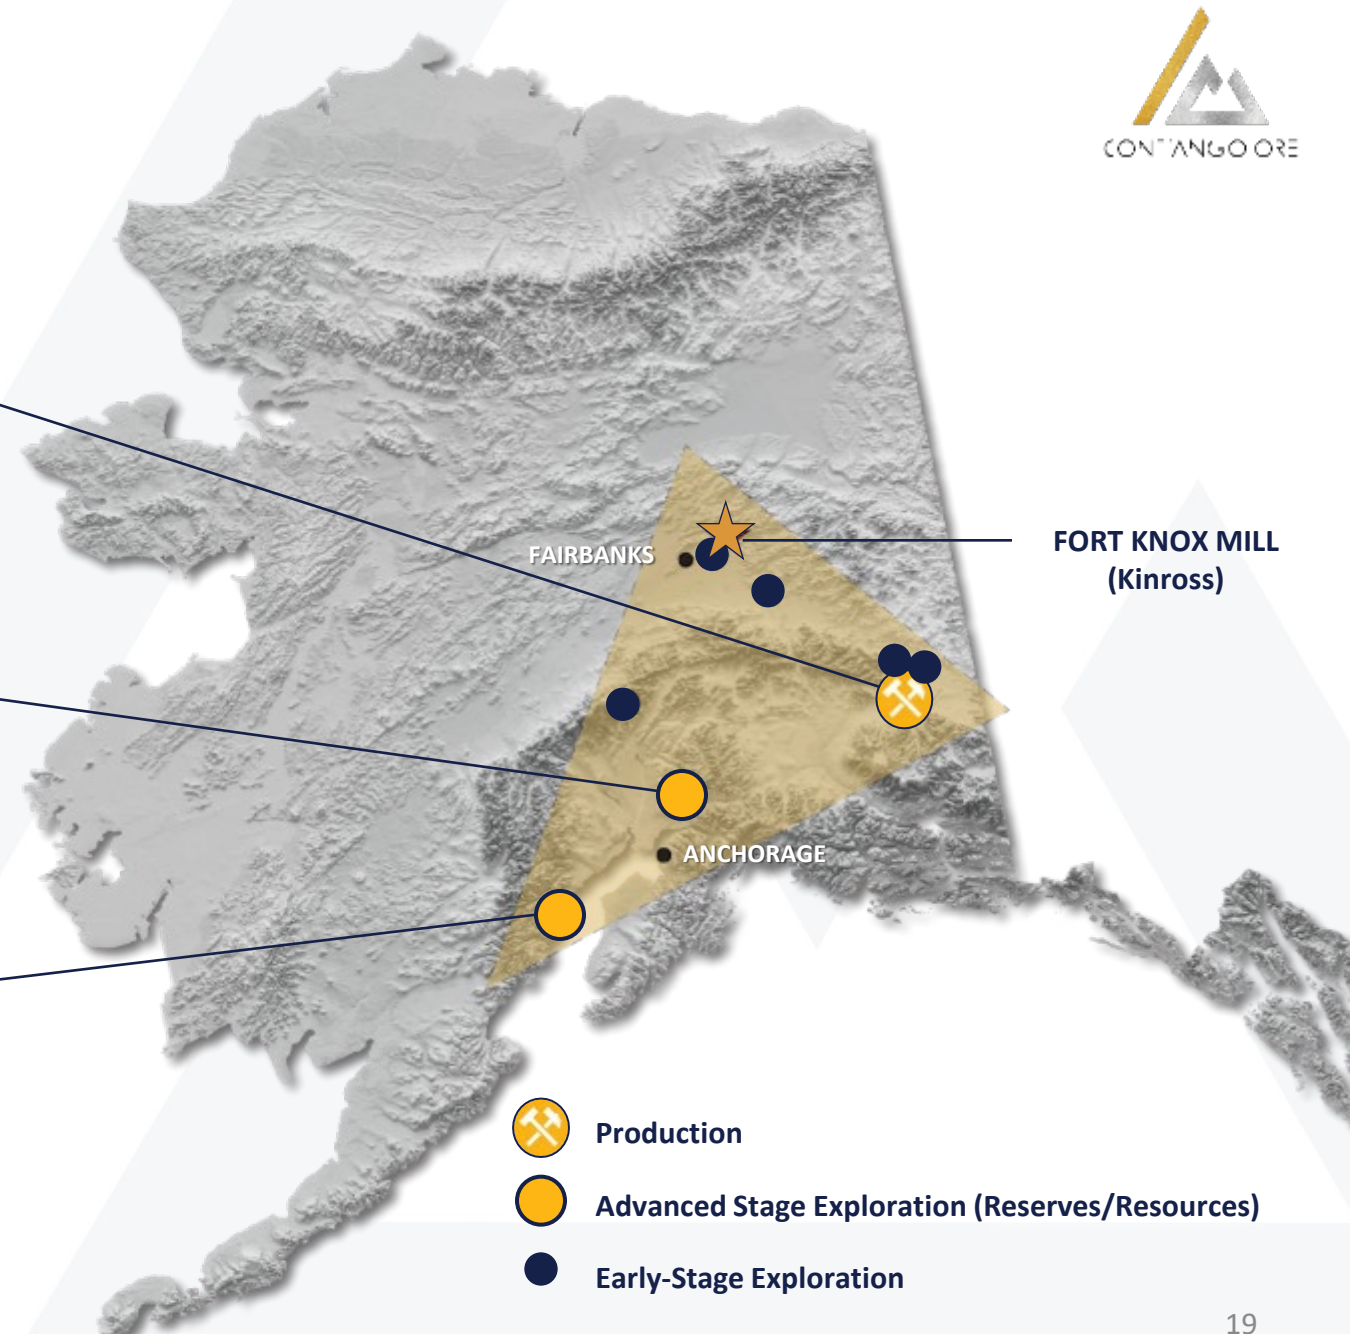 CONTANGO ORE
FORT KNOX MILL
(Kinross)
FAIRBANKS
ANCHORAGE
Production
Advanced Stage Exploration (Reserves/Resources)
Early-Stage Exploration
19